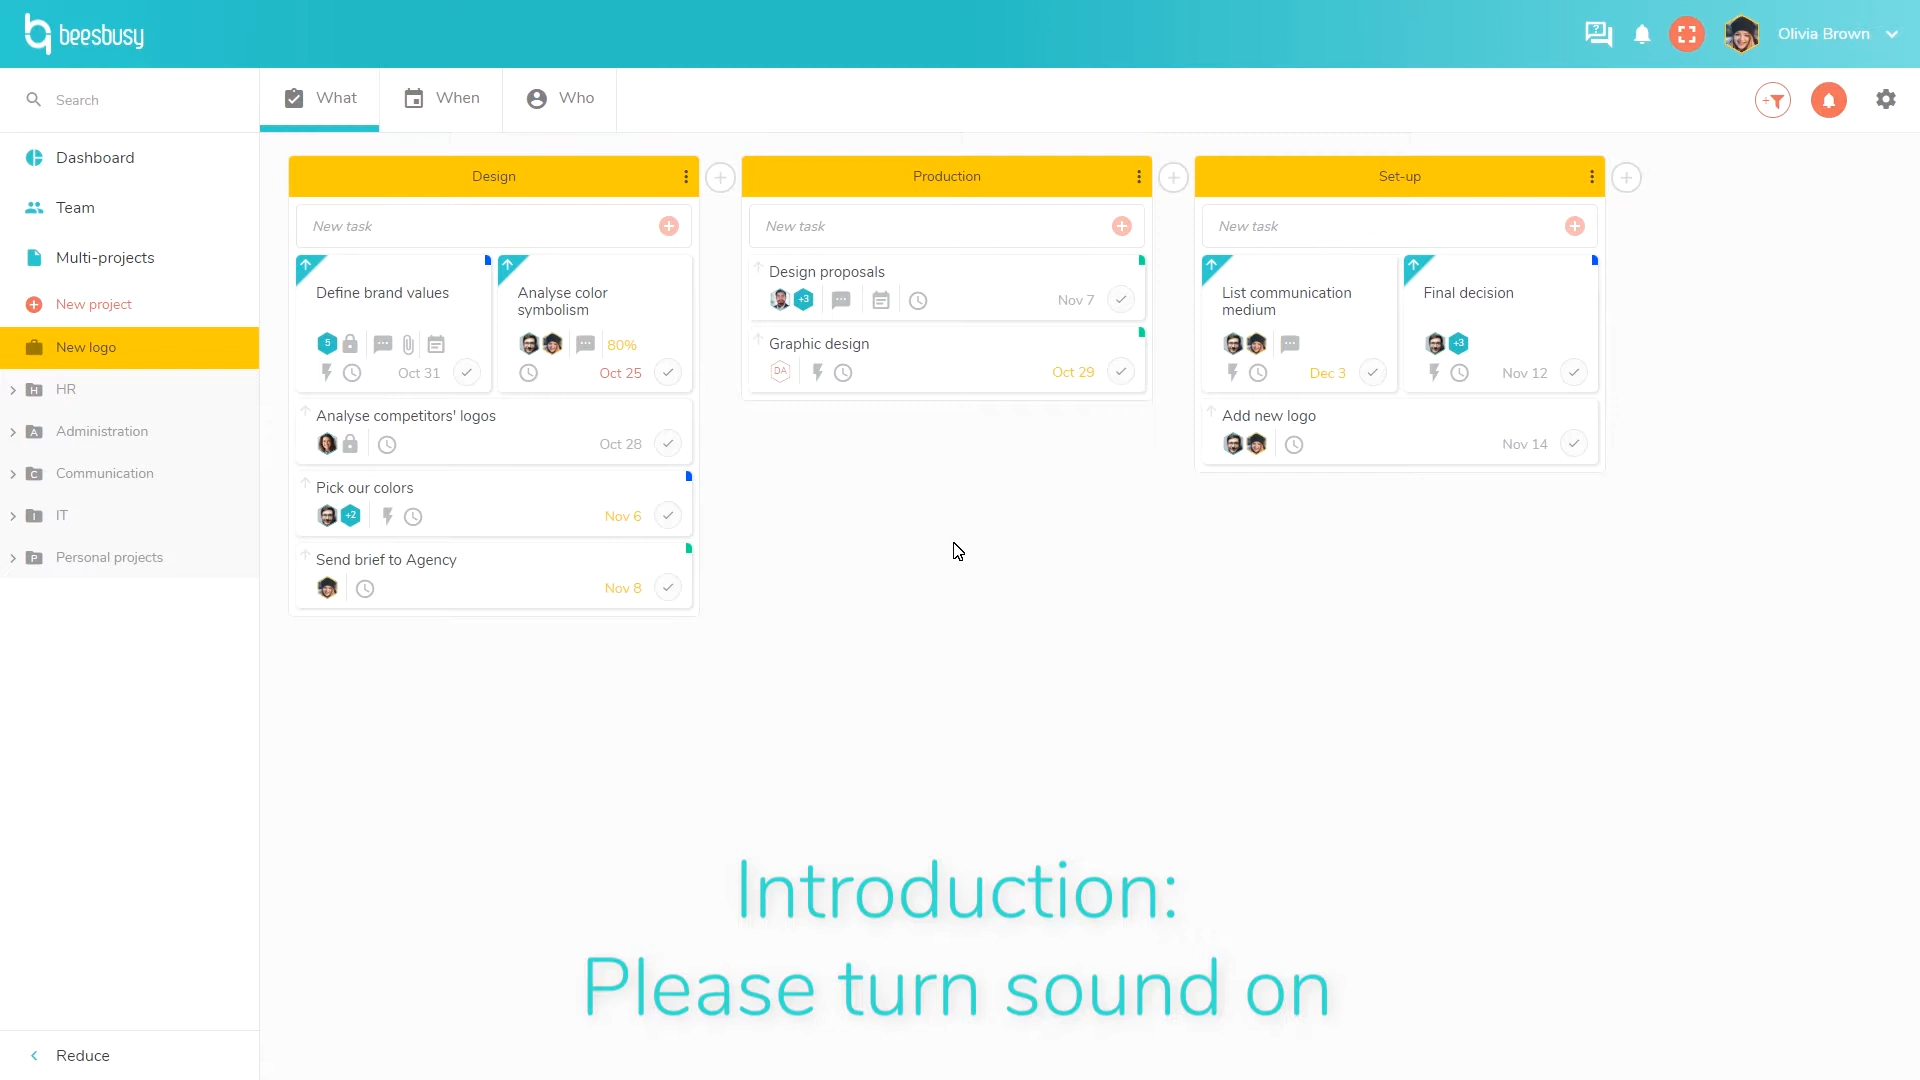 beesbusy
Olivia Brown
Search
What
When
Who
Dashboard
Team
Multi-projects
New project
New logo
H HR
A Administration
C Communication
I IT
P Personal projects
Reduce
Design
New task
Define brand values
5
Oct 31
Analyse color
symbolism
80%
Oct 25
Analyse competitors' logos
Oct 28
Pick our colors
+2
Nov 6
Send brief to Agency
Nov 8
Production
New task
Design proposals
+3
Nov 7
Graphic design
DA
Oct 29
Set-up
New task
List communication
medium
Dec 3
Final decision
+3
Nov 12
Add new logo
Nov 14
Introduction:
Please turn sound on